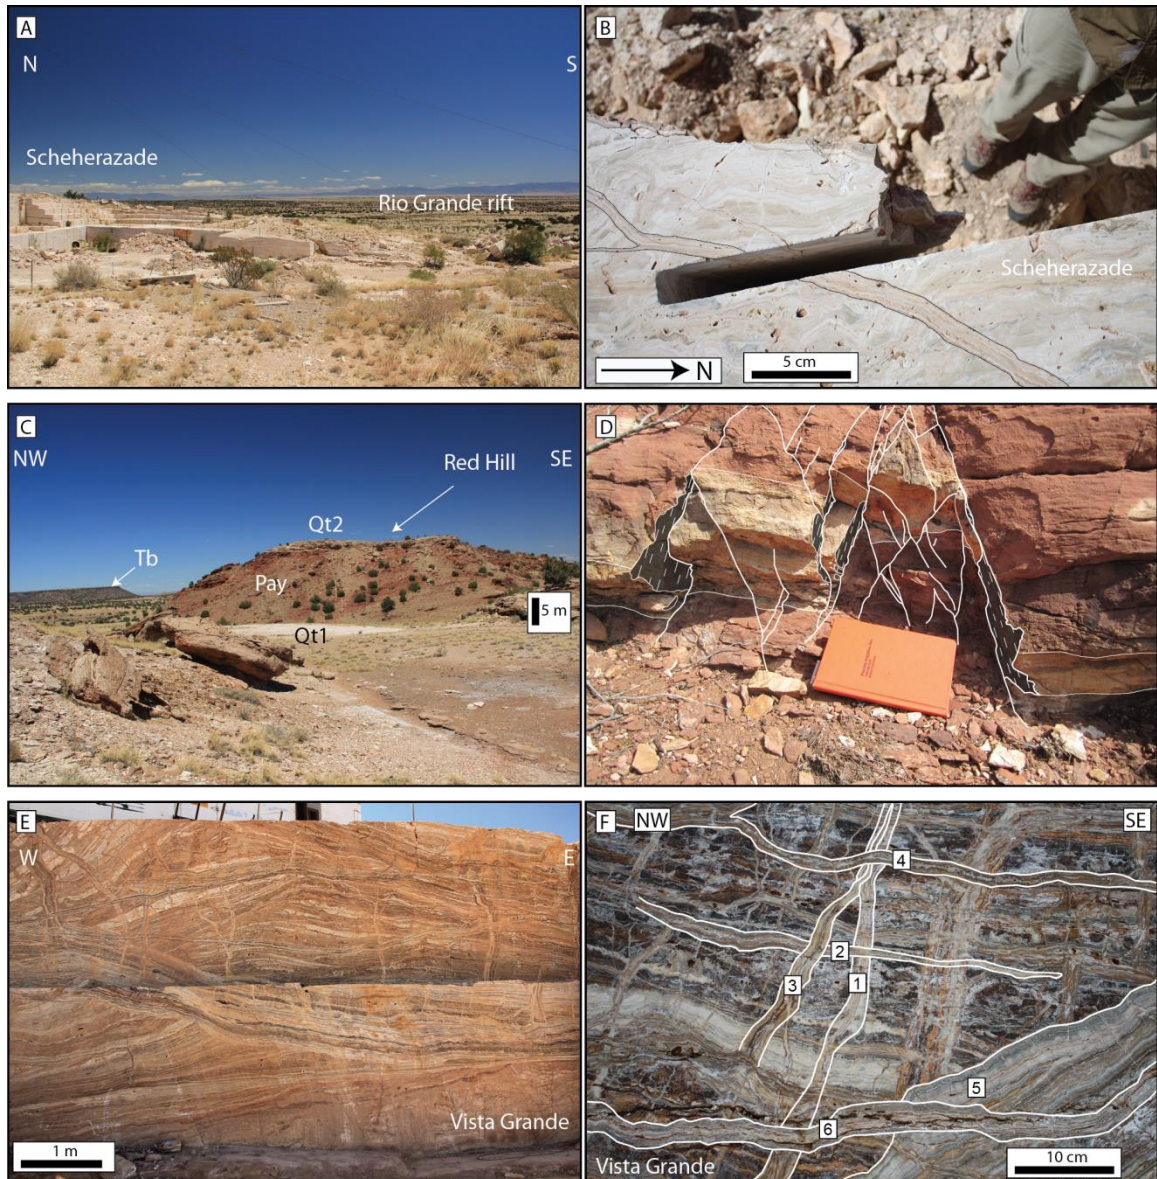 A
N
S
Scheherazade
Rio Grande rift
B
Scheherazade
N
5 cm
C
NW
SE
Red Hill
Qt2
Tb
Pay
5 m
Qt1
D
E
W
E
Vista Grande
1 m
F
NW
SE
4
2
3
1
5
6
Vista Grande
10 cm